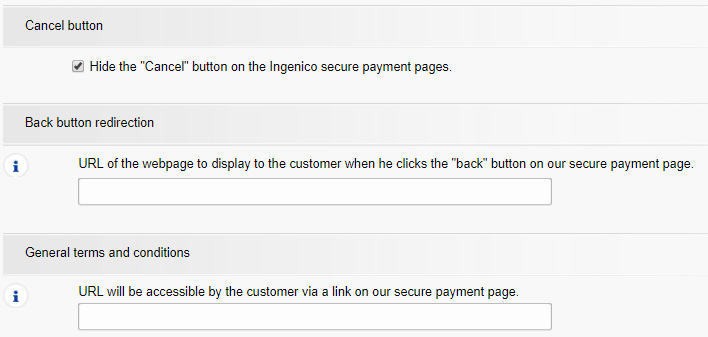 Cancel button
Hide the "Cancel" button on the Ingenico secure payment pages.
Back button redirection
URL of the webpage to display to the customer when he clicks the "back" button on our secure payment page.
General terms and conditions
URL will be accessible by the customer via a link on our secure payment page.